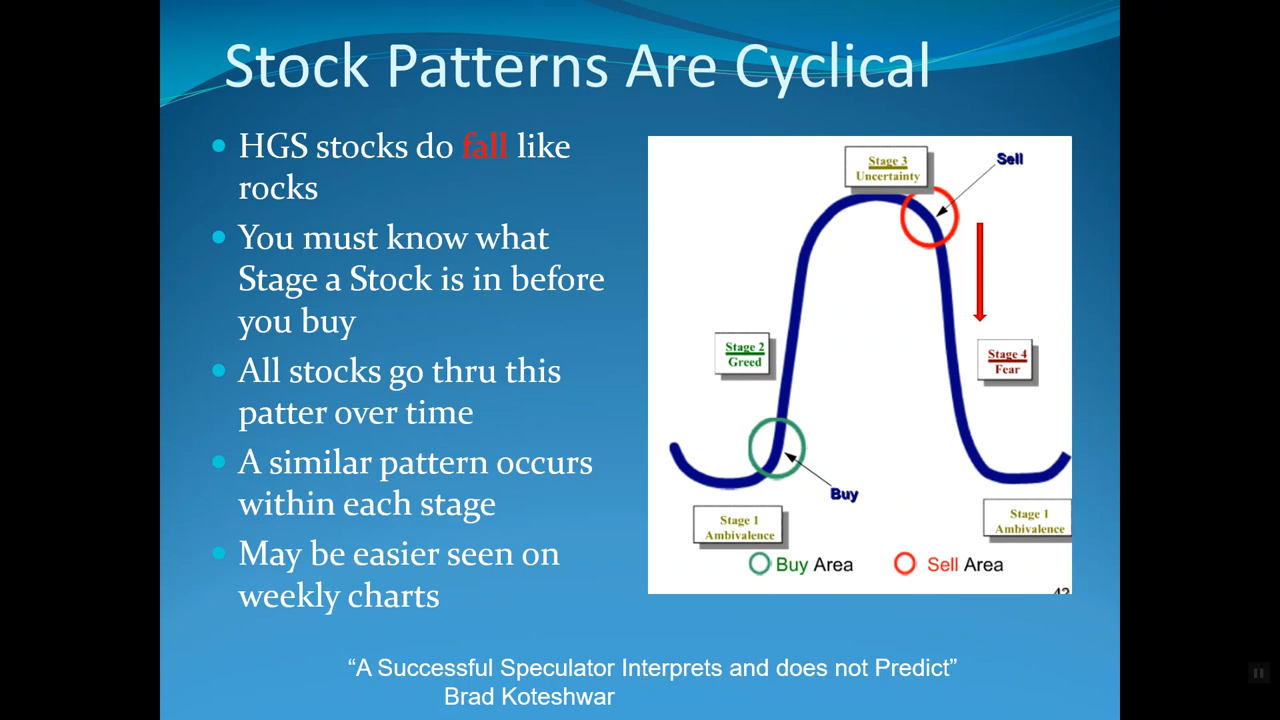 Stock Patterns Are Cyclical
HGS stocks do fall like
rocks
You must know what
Stage a Stock is in before
you buy
All stocks go thru this
patter over time
A similar pattern occurs
within each stage
May be easier seen on
weekly charts
Stage 3
Uncertainty
Sell
Stage 2
Greed
Stage 4
Fear
Buy
Stage 1
Ambivalence
Stage 1
Ambivalence
Buy Area
Sell Area
“A Successful Speculator Interprets and does not Predict”
Brad Koteshwar